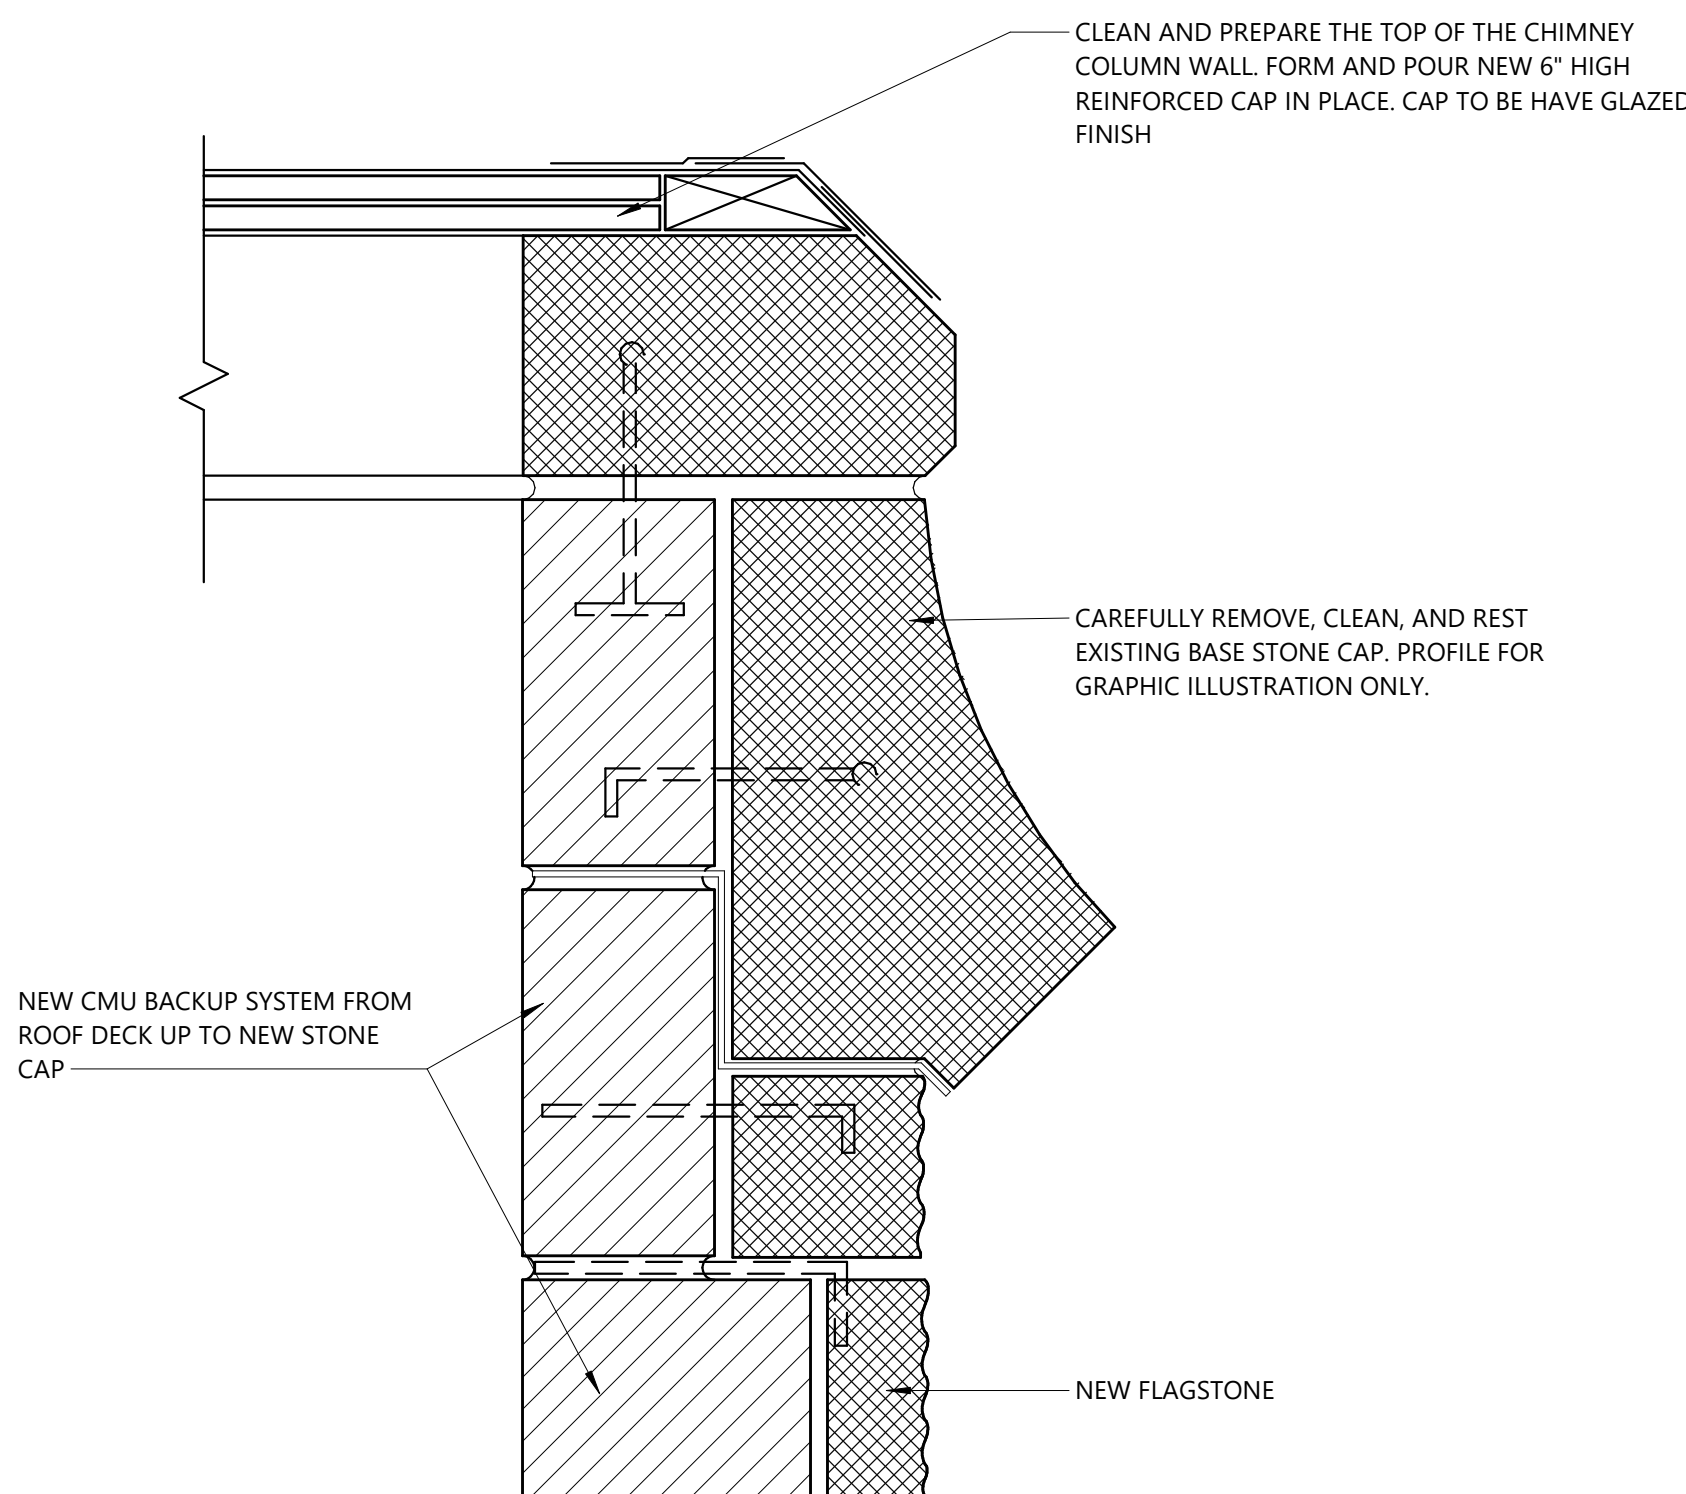 CLEAN AND PREPARE THE TOP OF THE CHIMNEY
COLUMN WALL. FORM AND POUR NEW 6" HIGH
REINFORCED CAP IN PLACE. CAP TO BE HAVE GLAZED
FINISH
CAREFULLY REMOVE, CLEAN, AND REST
EXISTING BASE STONE CAP. PROFILE FOR
GRAPHIC ILLUSTRATION ONLY.
NEW CMU BACKUP SYSTEM FROM
ROOF DECK UP TO NEW STONE
CAP
NEW FLAGSTONE